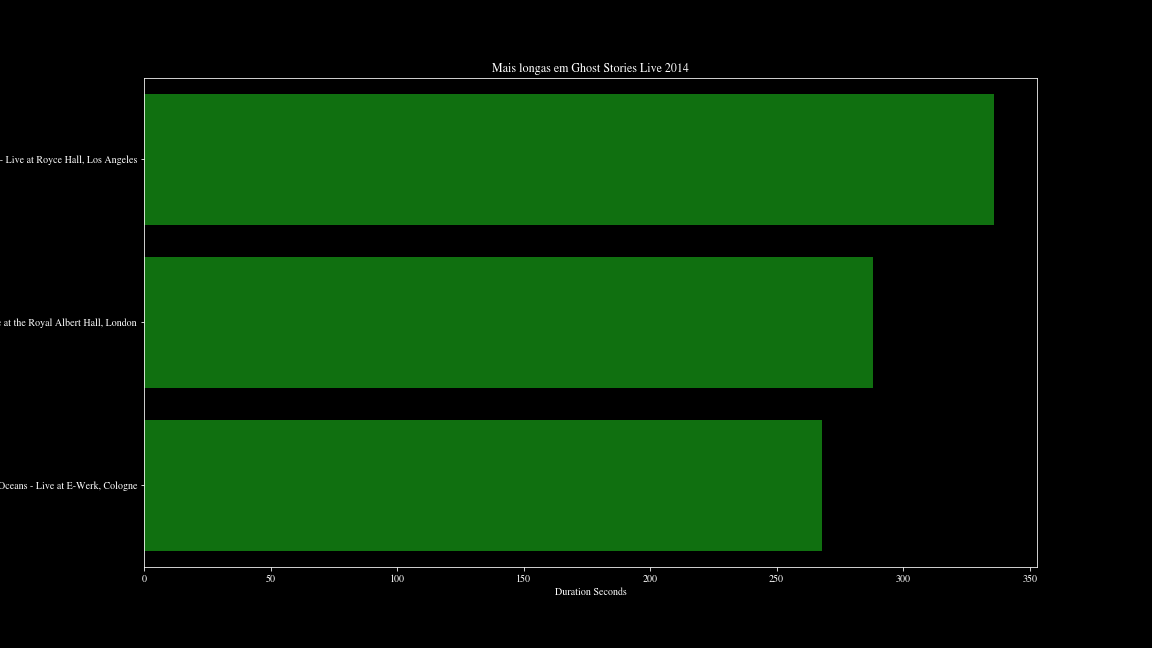 Mais longas em Ghost Stories Live 2014
- Live at Royce Hall, Los Angeles
at the Royal Albert Hall, London
Oceans - Live at E-Werk, Cologne
0 50 100 150 200 250 300 350
Duration Seconds